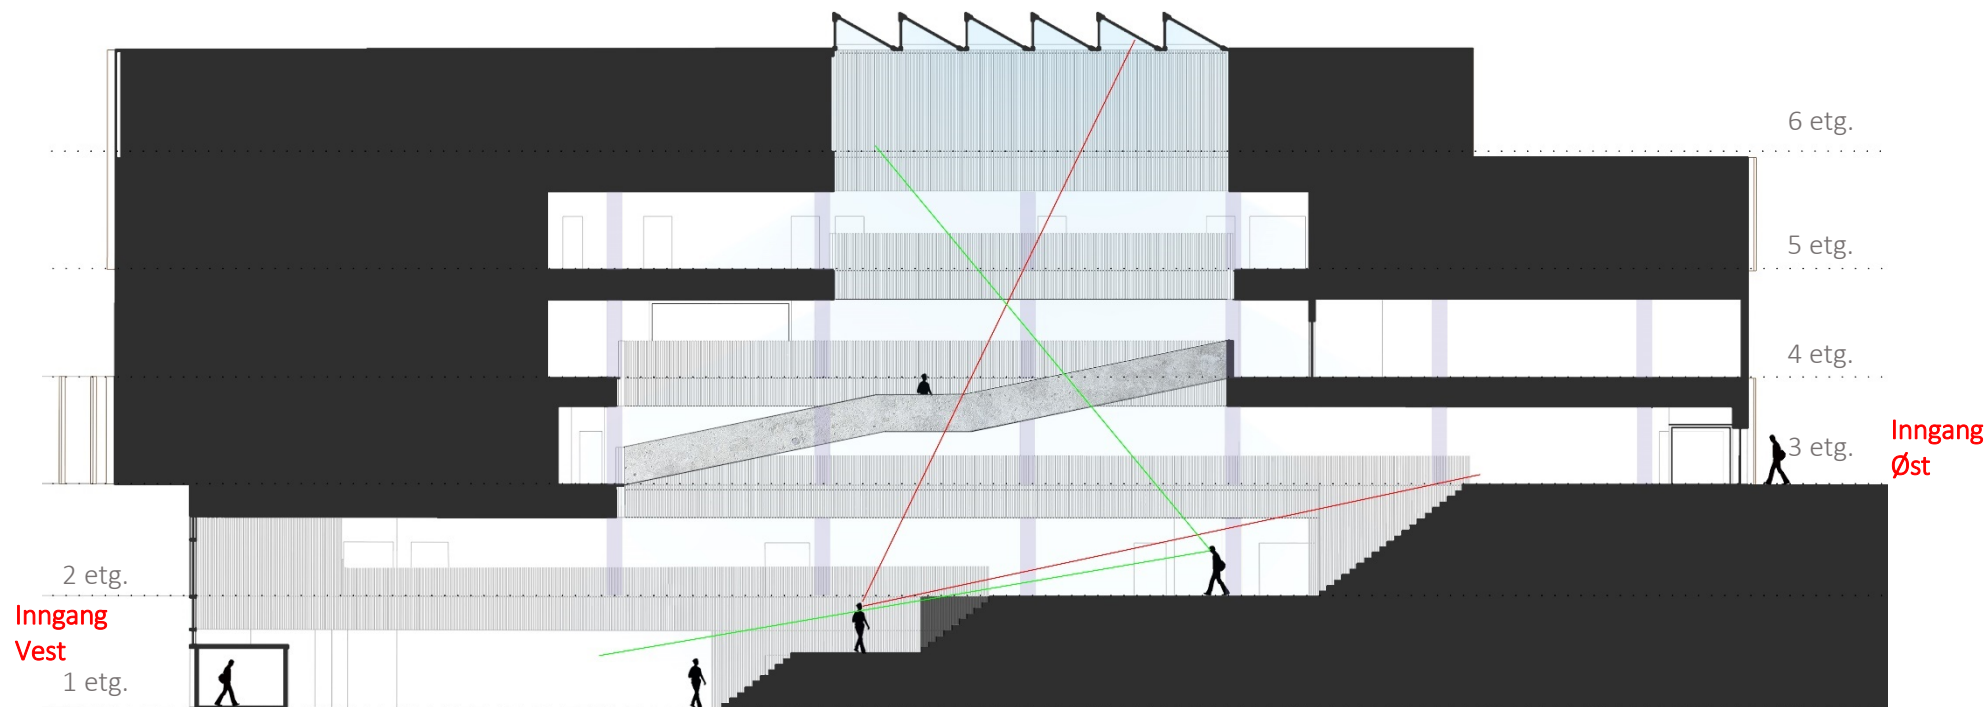 6 etg.
5 etg.
4 etg.
Inngang
Øst
3 etg.
2 etg.
Inngang
Vest
1 etg.